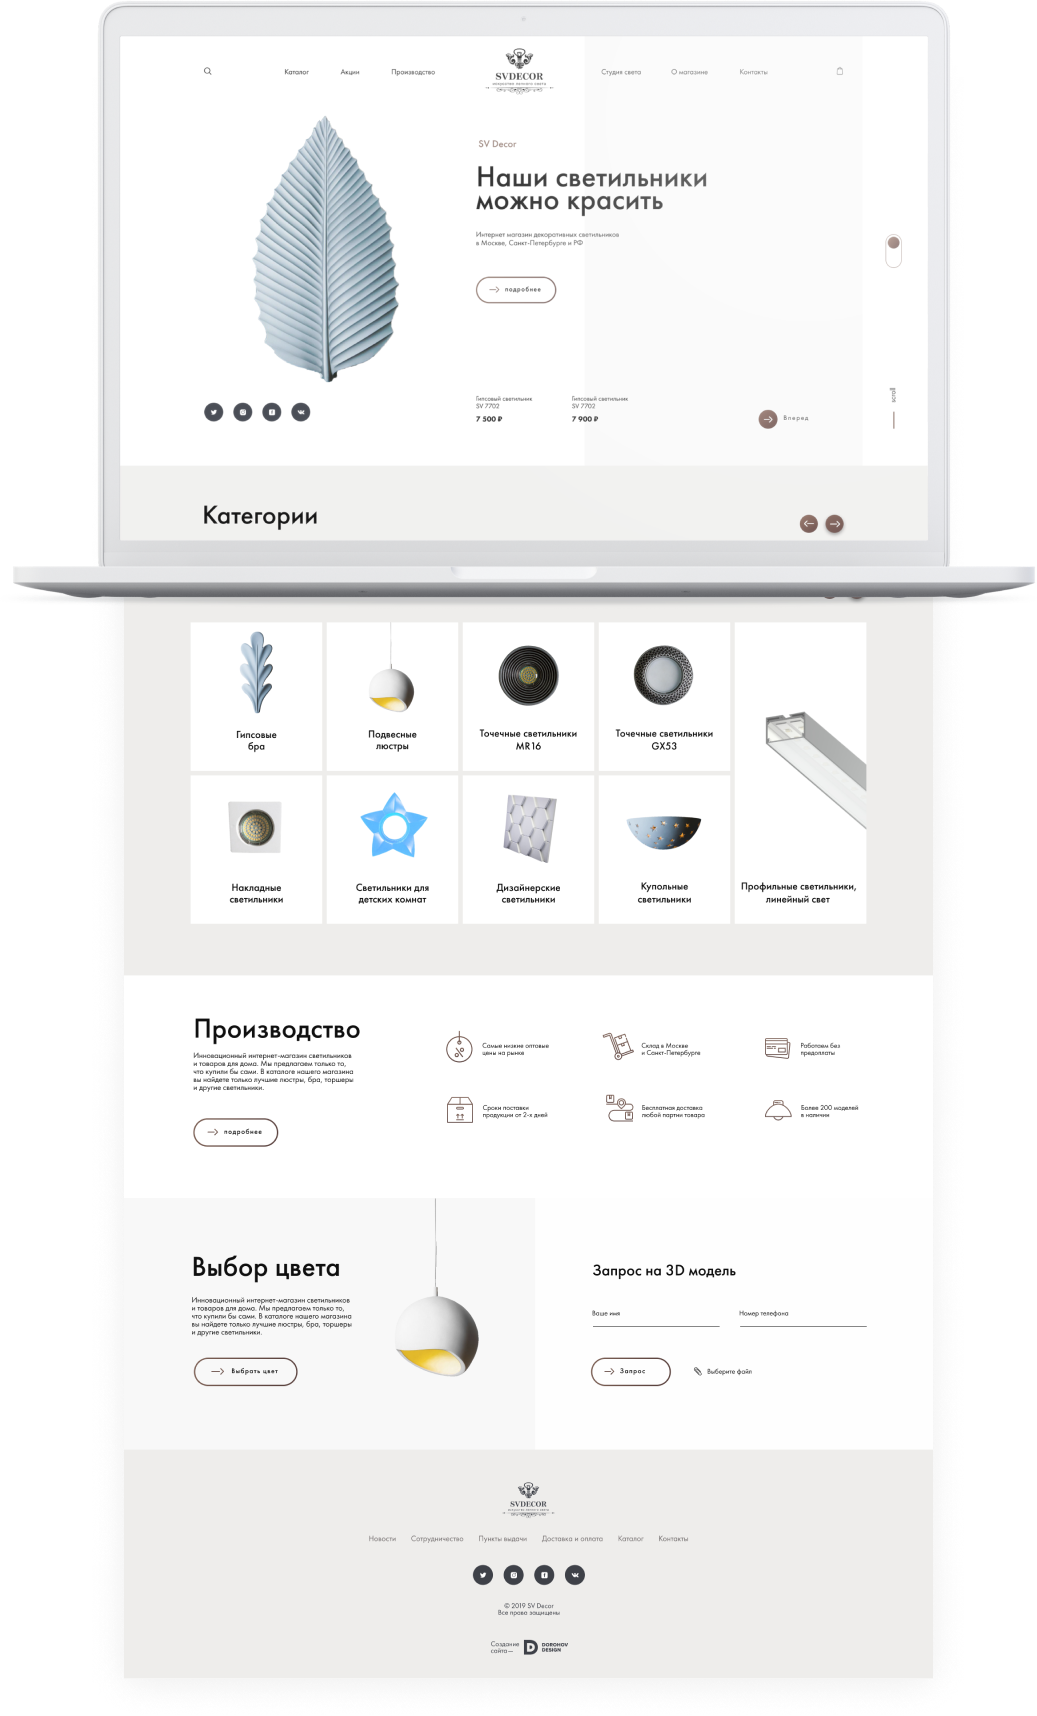 Каталог
Акции
Производство
SVDECOR
Студия света
О магазине
Контакты
SV Decor
Наши светильники
можно красить
Интернет магазин декоративных светильников
в Москве, Санкт-Петербурге и РФ
подробнее
scroll
Гипсовый светильник
SV 7702
7 500 ₽
Гипсовый светильник
SV 7702
7 900 ₽
Вперед
Категории
Гипсовые
бра
Подвесные
люстры
Точечные светильники
MR16
Точечные светильники
GX53
Накладные
светильники
Светильники для
детских комнат
Дизайнерские
светильники
Купольные
светильники
Профильные светильники,
линейный свет
Производство
Инновационный интернет-магазин светильников
и товаров для дома. Мы предлагаем только то,
что купили бы сами. В каталоге нашего магазина
вы найдете только лучшие люстры, бра, торшеры
и другие светильники.
подробнее
Самые низкие оптовые
цены на рынке
Склад в Москве
и Санкт-Петербурге
Работаем без
предоплаты
Сроки поставки
продукции от 2-х дней
Бесплатная доставка
любой партии товара
Более 200 моделей
в наличии
Выбор цвета
Инновационный интернет-магазин светильников
и товаров для дома. Мы предлагаем только то,
что купили бы сами. В каталоге нашего магазина
вы найдете только лучшие люстры, бра, торшеры
и другие светильники.
Выбрать цвет
Запрос на 3D модель
Ваше имя
Номер телефона
Запрос
Выберите файл
SVDECOR
Новости
Сотрудничество
Пункты выдачи
Доставка и оплата
Каталог
Контакты
© 2019 SV Decor
Все права защищены
Создание
сайта—
DOROHOV
DESIGN